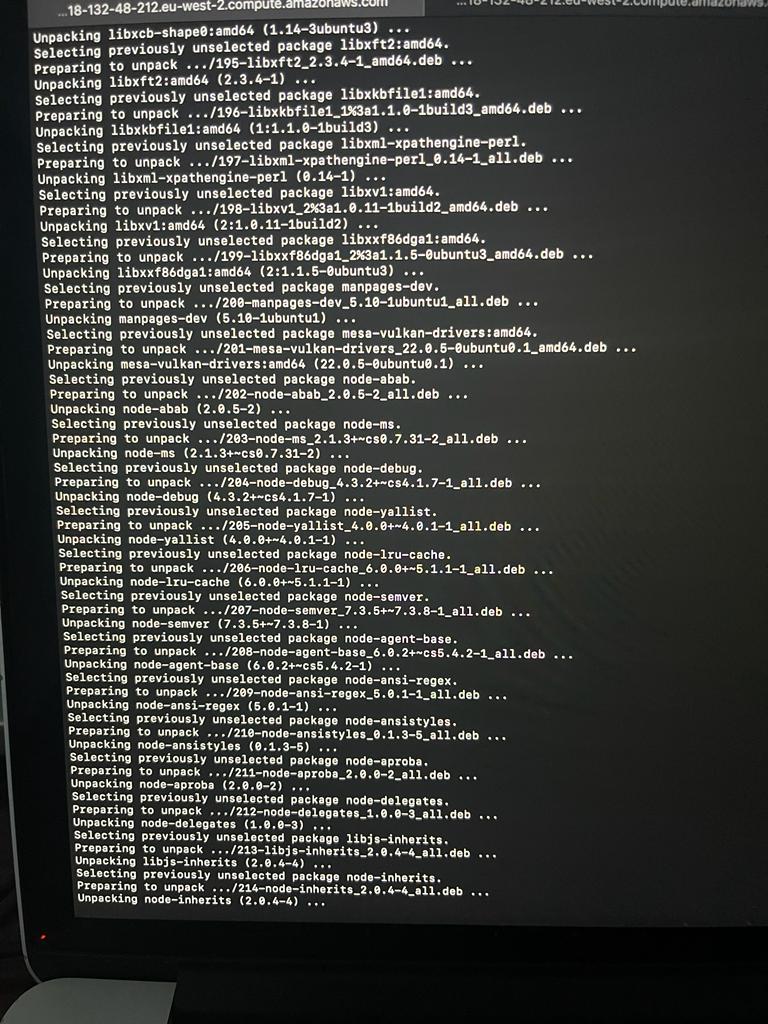 ...18-132-48-212.eu-west-2.compute.amazonaws.com
...18-132-48-212.eu-west-2.compute.amazonaws.
Unpacking libxcb-shape0:amd64 (1.14-3ubuntu3) ...
Selecting previously unselected package libxft2:amd64.
Preparing to unpack .../195-libxft2_2.3.4-1_amd64.deb ...
Unpacking libxft2:amd64 (2.3.4-1) ...
Selecting previously unselected package libxkbfile1:amd64.
Preparing to unpack .../196-libxkbfile1_1%3a1.1.0-1build3_amd64.deb ...
Unpacking libxkbfile1:amd64 (1:1.1.0-1build3) ...
Selecting previously unselected package libxml-xpathengine-perl.
Preparing to unpack .../197-libxml-xpathengine-perl_0.14-1_all.deb ...
Unpacking libxml-xpathengine-perl (0.14-1) ...
Selecting previously unselected package libxv1:amd64.
Preparing to unpack .../198-libxv1_2%3a1.0.11-1build2_amd64.deb ...
Unpacking libxv1:amd64 (2:1.0.11-1build2) ...
Selecting previously unselected package libxxf86dga1:amd64.
Preparing to unpack .../199-libxxf86dga1_2%3a1.1.5-0ubuntu3_amd64.deb ...
Unpacking libxxf86dga1:amd64 (2:1.1.5-0ubuntu3) ...
Selecting previously unselected package manpages-dev.
Preparing to unpack .../200-manpages-dev_5.10-1ubuntu1_all.deb ...
Unpacking manpages-dev (5.10-1ubuntu1) ...
Selecting previously unselected package mesa-vulkan-drivers:amd64.
Preparing to unpack .../201-mesa-vulkan-drivers_22.0.5-0ubuntu0.1_amd64.deb ...
Unpacking mesa-vulkan-drivers:amd64 (22.0.5-0ubuntu0.1) ...
Selecting previously unselected package node-abab.
Preparing to unpack .../202-node-abab_2.0.5-2_all.deb ...
Unpacking node-abab (2.0.5-2) ...
Selecting previously unselected package node-ms.
Preparing to unpack .../203-node-ms_2.1.3+~cs0.7.31-2_all.deb ...
Unpacking node-ms (2.1.3+~cs0.7.31-2) ...
Selecting previously unselected package node-debug.
Preparing to unpack .../204-node-debug_4.3.2+~cs4.1.7-1_all.deb ...
Unpacking node-debug (4.3.2+~cs4.1.7-1) ...
Selecting previously unselected package node-yallist.
Preparing to unpack .../205-node-yallist_4.0.0+~4.0.1-1_all.deb ...
Unpacking node-yallist (4.0.0+~4.0.1-1) ...
Selecting previously unselected package node-lru-cache.
Preparing to unpack .../206-node-lru-cache_6.0.0+~5.1.1-1_all.deb ...
Unpacking node-lru-cache (6.0.0+~5.1.1-1) ...
Selecting previously unselected package node-semver.
Preparing to unpack .../207-node-semver_7.3.5+~7.3.8-1_all.deb ...
Unpacking node-semver (7.3.5+~7.3.8-1) ...
Selecting previously unselected package node-agent-base.
Preparing to unpack .../208-node-agent-base_6.0.2+~cs5.4.2-1_all.deb ...
Unpacking node-agent-base (6.0.2+~cs5.4.2-1) ...
Selecting previously unselected package node-ansi-regex.
Preparing to unpack .../209-node-ansi-regex_5.0.1-1_all.deb ...
Unpacking node-ansi-regex (5.0.1-1) ...
Selecting previously unselected package node-ansistyles.
Preparing to unpack .../210-node-ansistyles_0.1.3-5_all.deb ...
Unpacking node-ansistyles (0.1.3-5) ...
Selecting previously unselected package node-aproba.
Preparing to unpack .../211-node-aproba_2.0.0-2_all.deb ...
Unpacking node-aproba (2.0.0-2) ...
Selecting previously unselected package node-delegates.
Preparing to unpack .../212-node-delegates_1.0.0-3_all.deb ...
Unpacking node-delegates (1.0.0-3) ...
Selecting previously unselected package libjs-inherits.
Preparing to unpack .../213-libjs-inherits_2.0.4-4_all.deb ...
Unpacking libjs-inherits (2.0.4-4) ...
Selecting previously unselected package node-inherits.
Preparing to unpack .../214-node-inherits_2.0.4-4_all.deb ...
Unpacking node-inherits (2.0.4-4) ...